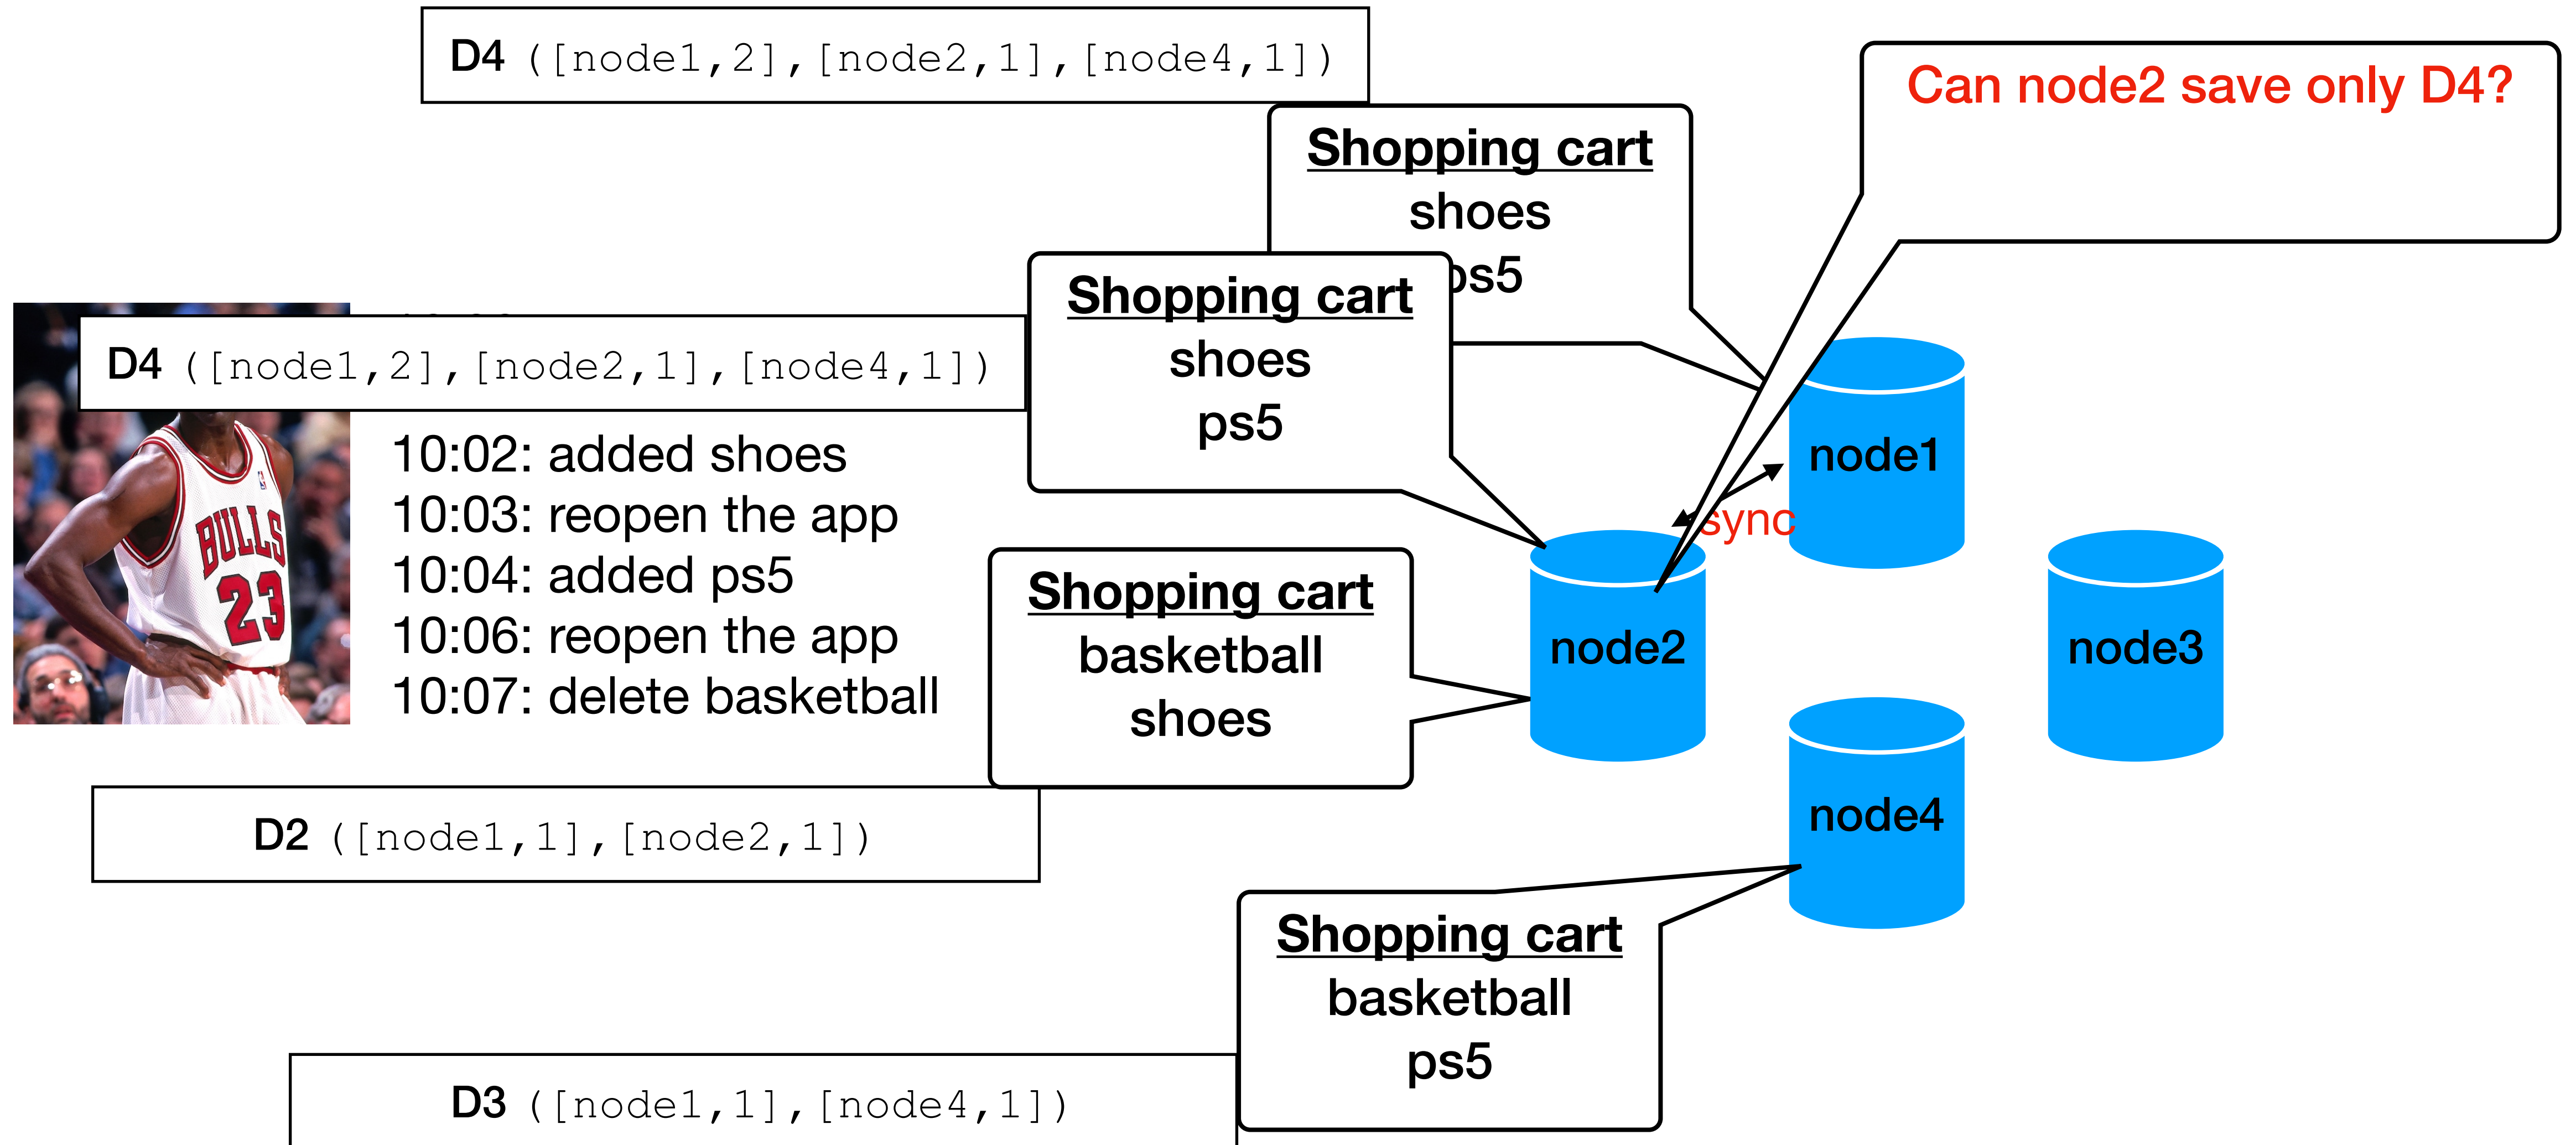 D4 ([node1,2],[node2,1],[node4,1])
Can node2 save only D4?
Shopping cart
shoes
ps5
Shopping cart
shoes
ps5
D4 ([node1,2],[node2,1],[node4,1])
10:02: added shoes
10:03: reopen the app
10:04: added ps5
10:06: reopen the app
10:07: delete basketball
BULLS
23
node1
sync
node2
node3
node4
Shopping cart
basketball
shoes
D2 ([node1,1],[node2,1])
Shopping cart
basketball
ps5
D3 ([node1,1],[node4,1])